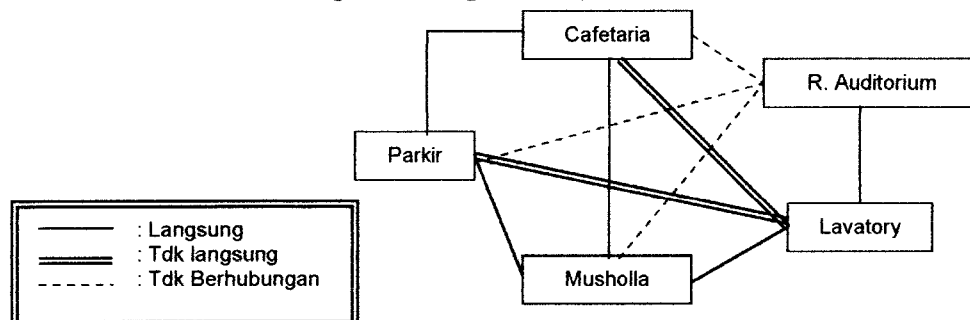 Cafetaria
R. Auditorium
Parkir
Lavatory
Musholla
: Langsung
: Tdk langsung
: Tdk Berhubungan